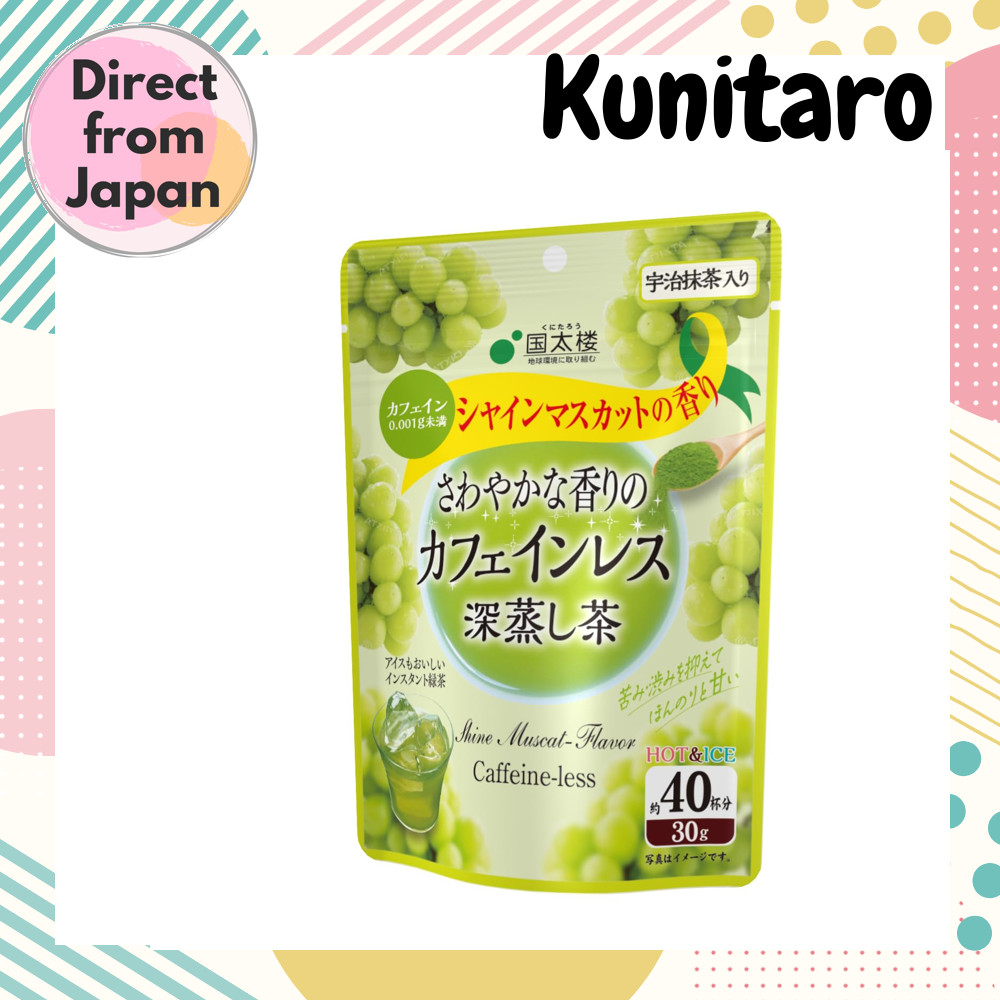 Direct
from
Japan
Kunitaro
宇治抹茶入り
くにたろう
国太楼
地球環境に取り組む
カフェイン
0.001g未満
シャインマスカットの香り
さわやかな香りの
カフェインレス
深蒸し茶
アイスもおいしい
インスタント緑茶
苦み・渋みを抑えて
ほんのりと甘い
Shine Muscat-Flavor
Caffeine-less
HOT&ICE
約40杯分
30g
写真はイメージです。